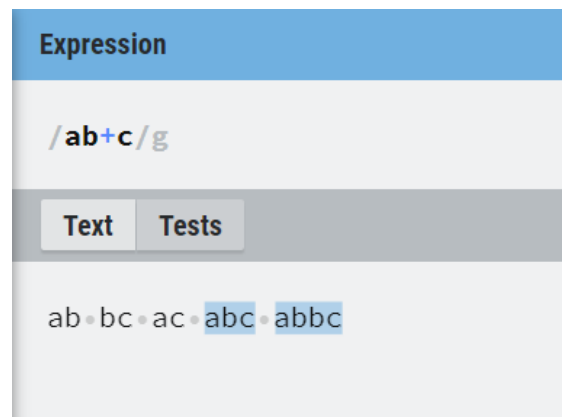 Expression
/ab+c/g
Text Tests
ab•bc•ac•abc•abbc